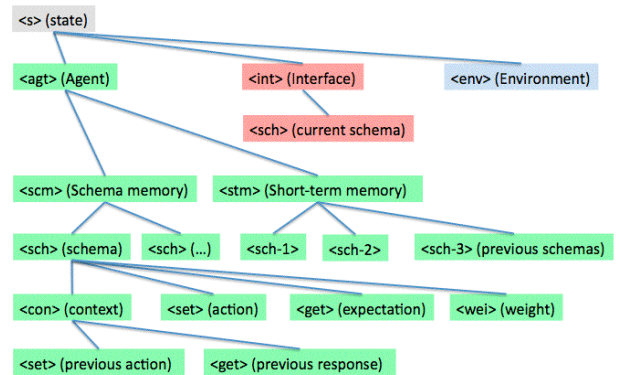 <s> (state)
<agt> (Agent)
<int> (Interface)
<env> (Environment)
<sch> (current schema)
<scm> (Schema memory)
<stm> (Short-term memory)
<sch> (schema)
<sch> (...)
<sch-1>
<sch-2>
<sch-3> (previous schemas)
<con> (context)
<set> (action)
<get> (expectation)
<wei> (weight)
<set> (previous action)
<get> (previous response)